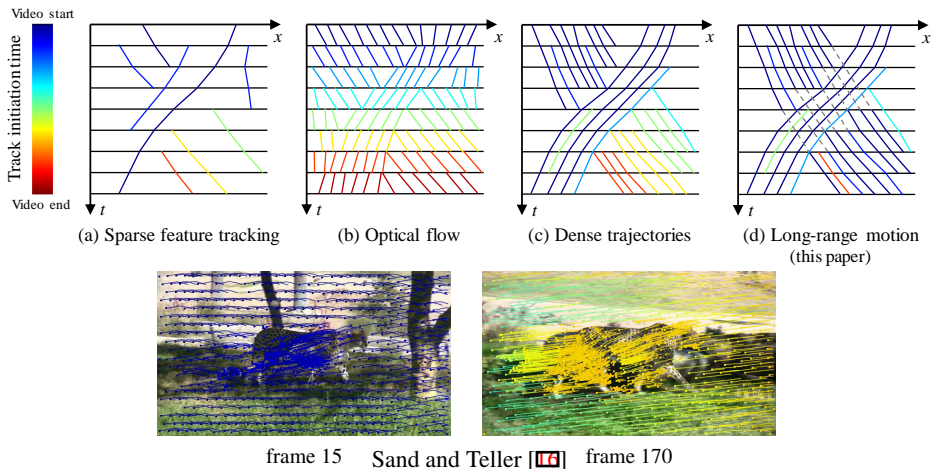 Video start
Track initiation time
Video end
x
t
x
t
x
t
x
t
(a) Sparse feature tracking
(b) Optical flow
(c) Dense trajectories
(d) Long-range motion
(this paper)
frame 15
Sand and Teller [16]
frame 170